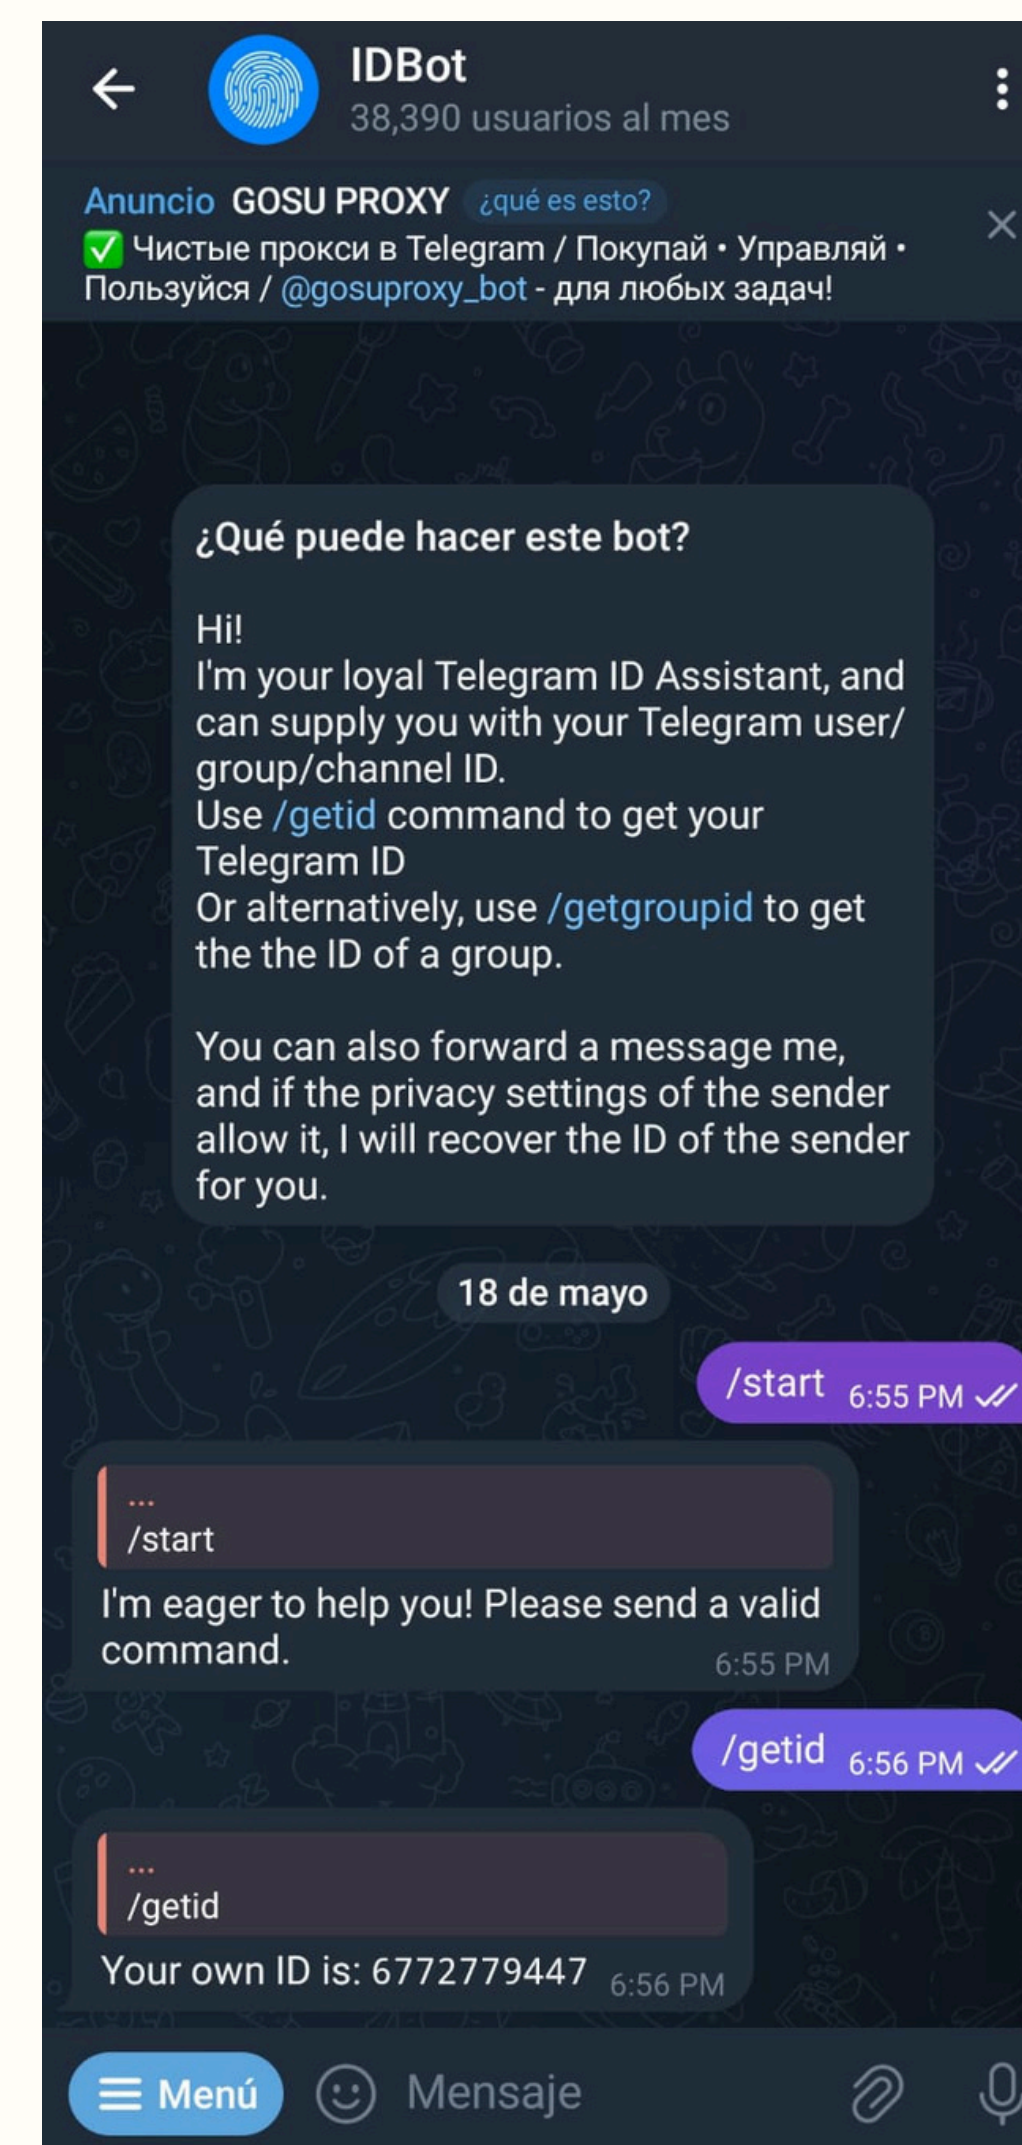 IDBot
38,390 usuarios al mes
Anuncio GOSU PROXY ¿qué es esto?
✅ Чистые прокси в Telegram / Покупай • Управляй •
Пользуйся / @gosuproxy_bot - для любых задач!
¿Qué puede hacer este bot?
Hi!
I'm your loyal Telegram ID Assistant, and
can supply you with your Telegram user/
group/channel ID.
Use /getid command to get your
Telegram ID
Or alternatively, use /getgroupid to get
the the ID of a group.
You can also forward a message me,
and if the privacy settings of the sender
allow it, I will recover the ID of the sender
for you.
18 de mayo
/start 6:55 PM
...
/start
I'm eager to help you! Please send a valid
command.
6:55 PM
/getid 6:56 PM
...
/getid
Your own ID is: 6772779447 6:56 PM
Menú Mensaje